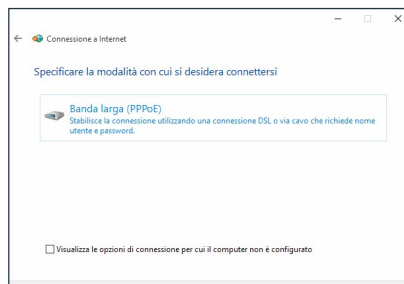 Connessione a Internet
Specificare la modalità con cui si desidera connettersi
Banda larga (PPPoE)
Stabilisce la connessione utilizzando una connessione DSL o via cavo che richiede nome
utente e password.
Visualizza le opzioni di connessione per cui il computer non è configurato